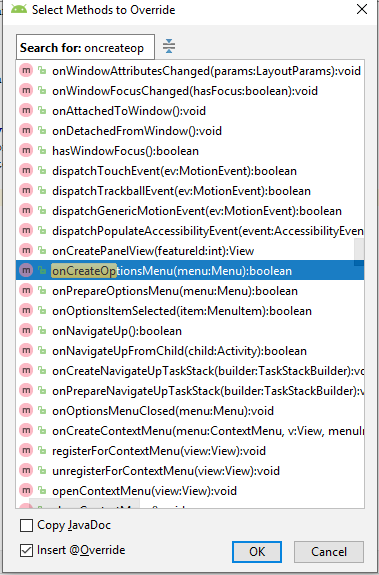 Select Methods to Override
Search for: oncreateop
onWindowAttributesChanged(params:LayoutParams):void
onWindowFocusChanged(hasFocus:boolean):void
onAttachedToWindow():void
onDetachedFromWindow():void
hasWindowFocus():boolean
dispatchTouchEvent(ev:MotionEvent):boolean
dispatchTrackballEvent(ev:MotionEvent):boolean
dispatchGenericMotionEvent(ev:MotionEvent):boolean
dispatchPopulateAccessibilityEvent(event:AccessibilityEven
onCreatePanelView(featureId:int):View
onCreateOptionsMenu(menu:Menu):boolean
onPrepareOptionsMenu(menu:Menu):boolean
onOptionsItemSelected(item:MenuItem):boolean
onNavigateUp():boolean
onNavigateUpFromChild(child:Activity):boolean
onCreateNavigateUpTaskStack(builder:TaskStackBuilder):vo
onPrepareNavigateUpTaskStack(builder:TaskStackBuilder):v
onOptionsMenuClosed(menu:Menu):void
onCreateContextMenu(menu:ContextMenu, v:View, menuI
registerForContextMenu(view:View):void
unregisterForContextMenu(view:View):void
openContextMenu(view:View):void
Copy JavaDoc
Insert @Override
OK
Cancel